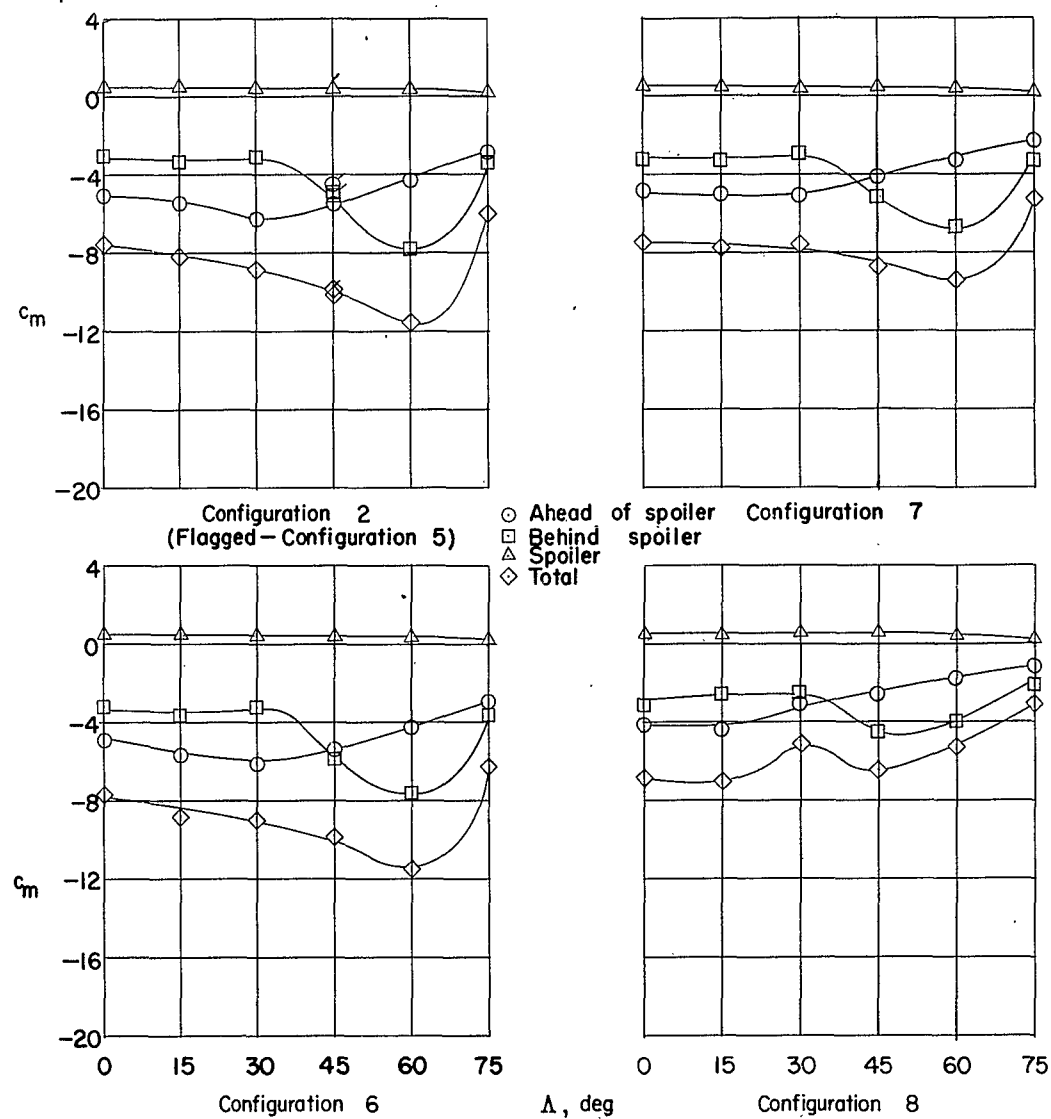 4
0
−4
−8
cm
−12
−16
−20
Configuration 2
(Flagged − Configuration 5)
Ahead of spoiler
Behind spoiler
Spoiler
Total
Configuration 7
4
0
−4
−8
cm
−12
−16
−20
0 15 30 45 60 75
0 15 30 45 60 75
Configuration 6
Λ, deg
Configuration 8